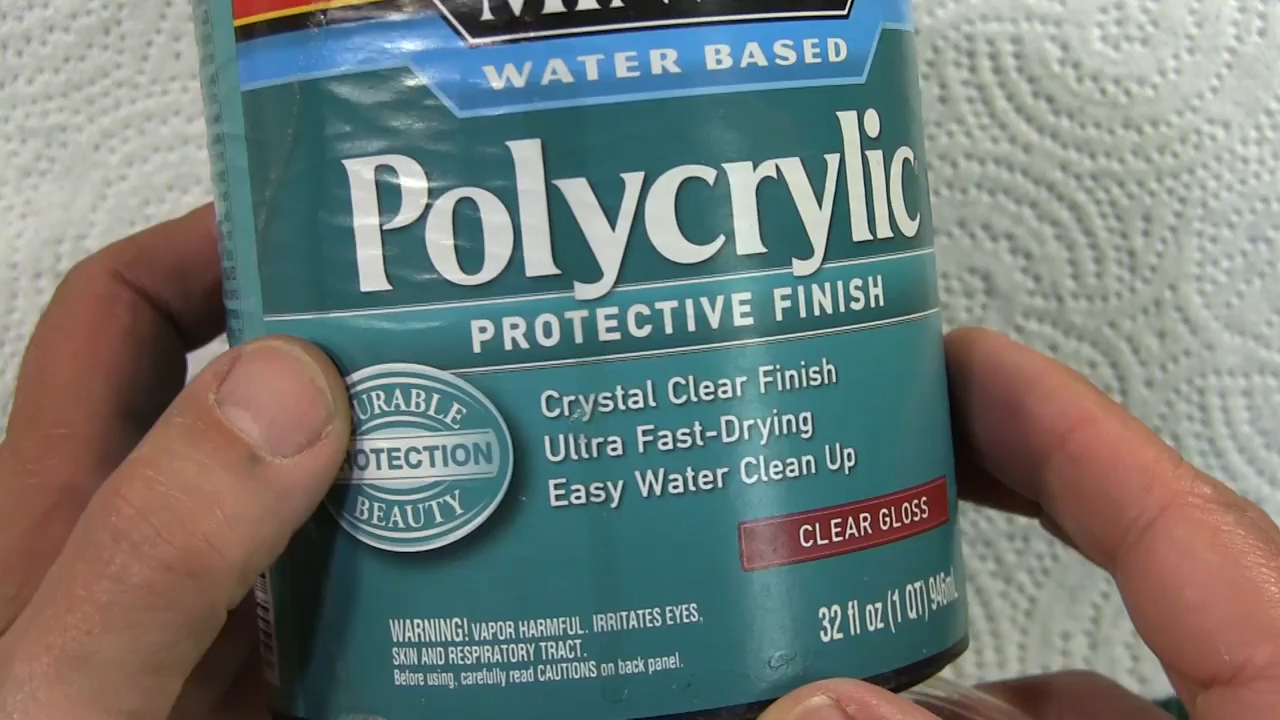 WATER BASED
Polycrylic
PROTECTIVE FINISH
Crystal Clear Finish
Ultra Fast-Drying
Easy Water Clean Up
BEAUTY
CLEAR GLOSS
32 fl oz (1 QT) 946mL
WARNING! VAPOR HARMFUL. IRRITATES EYES,
SKIN AND RESPIRATORY TRACT.
Before using, carefully read CAUTIONS on back panel.